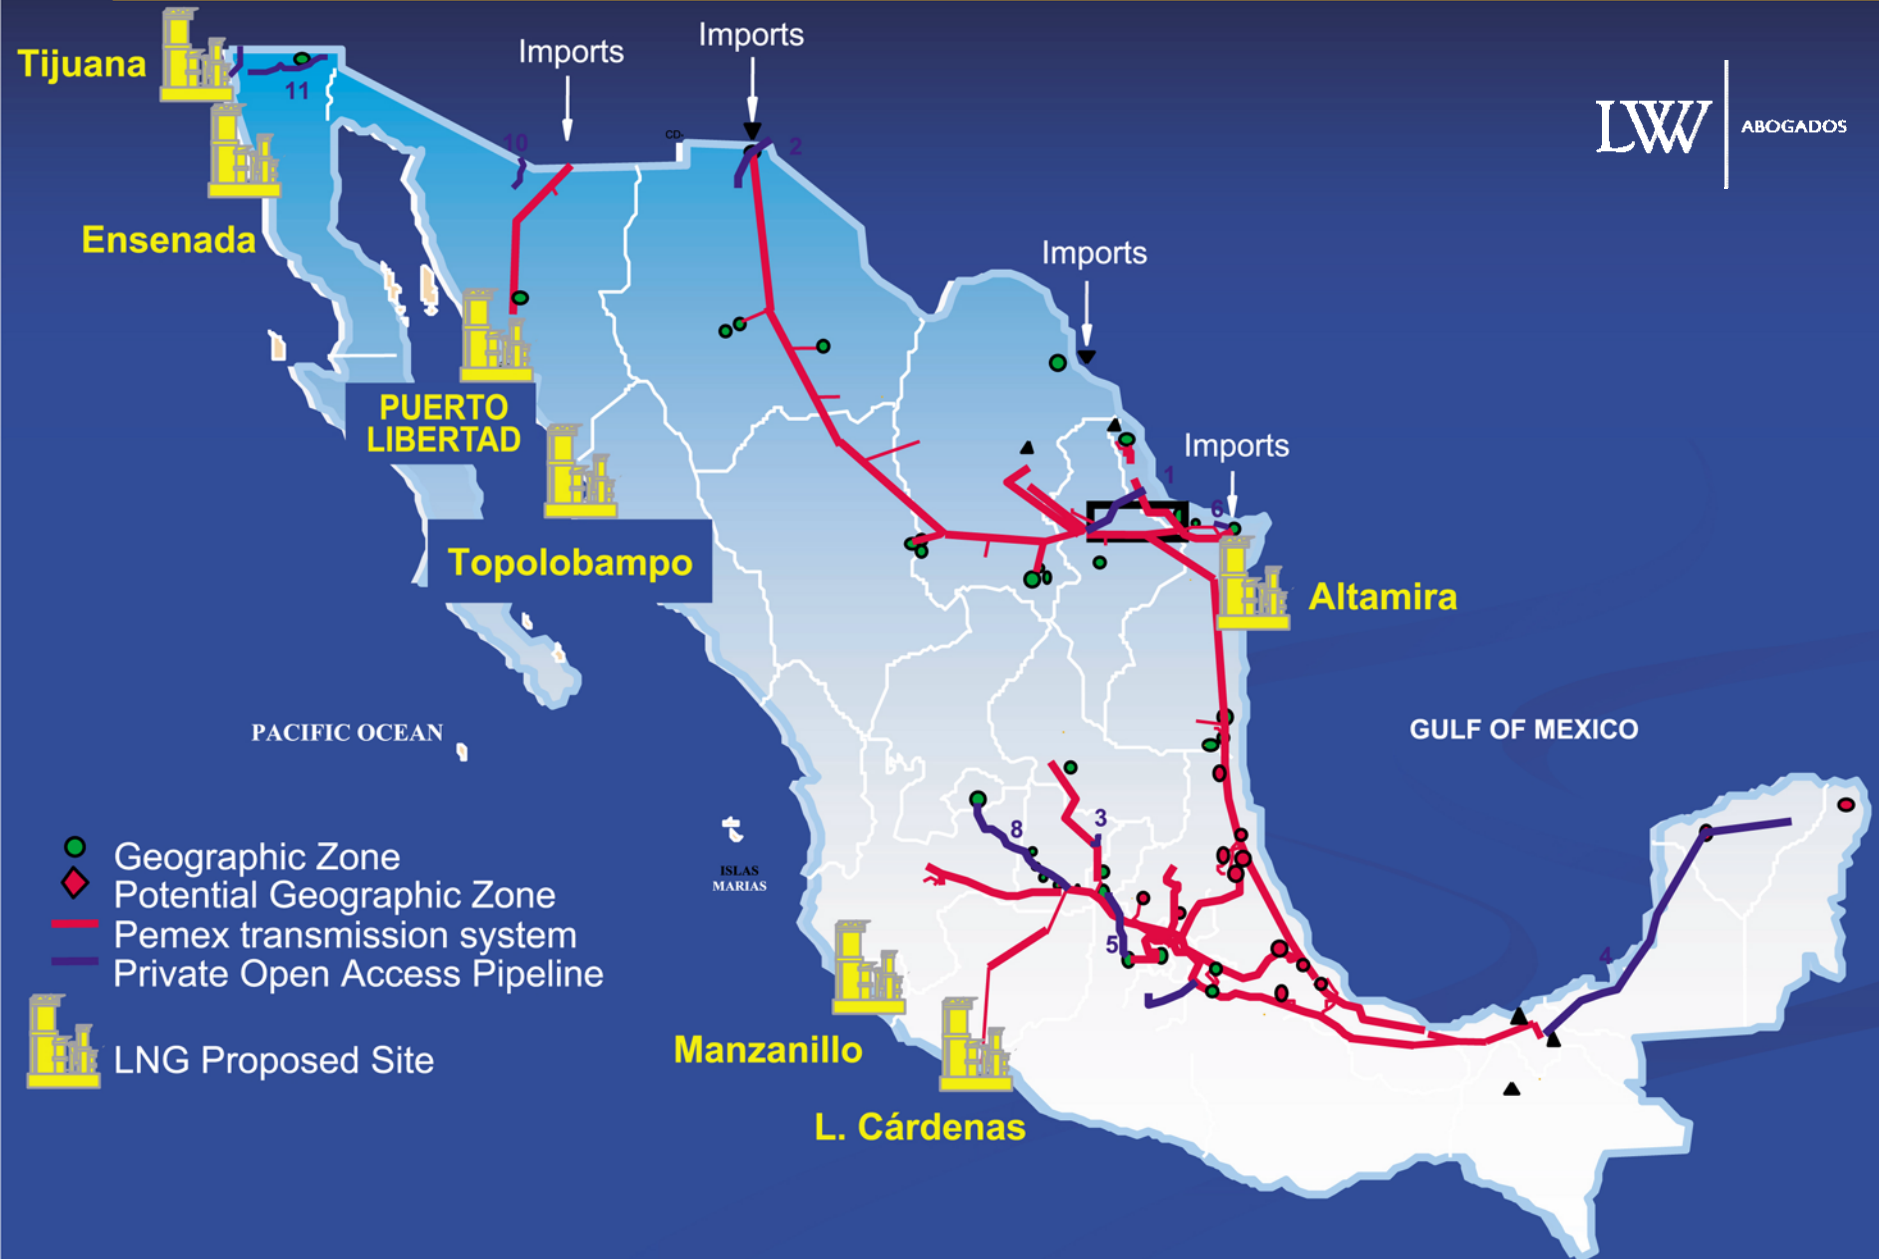 Tijuana
11
Ensenada
Imports
Imports
10
CD-
2
LW
ABOGADOS
Imports
PUERTO
LIBERTAD
Imports
1
6
Topolobampo
Altamira
PACIFIC OCEAN
GULF OF MEXICO
8
3
ISLAS
MARIAS
5
4
Geographic Zone
Potential Geographic Zone
Pemex transmission system
Private Open Access Pipeline
LNG Proposed Site
Manzanillo
L. Cárdenas